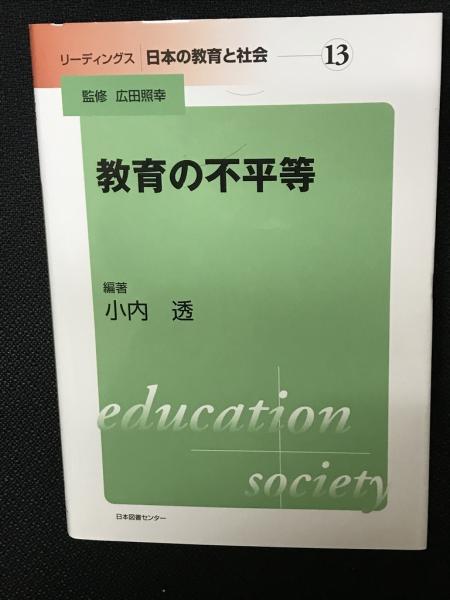 リーディングス 日本の教育と社会 ⑬
監修 広田照幸
教育の不平等
編著
小内 透
education
society
日本図書センター